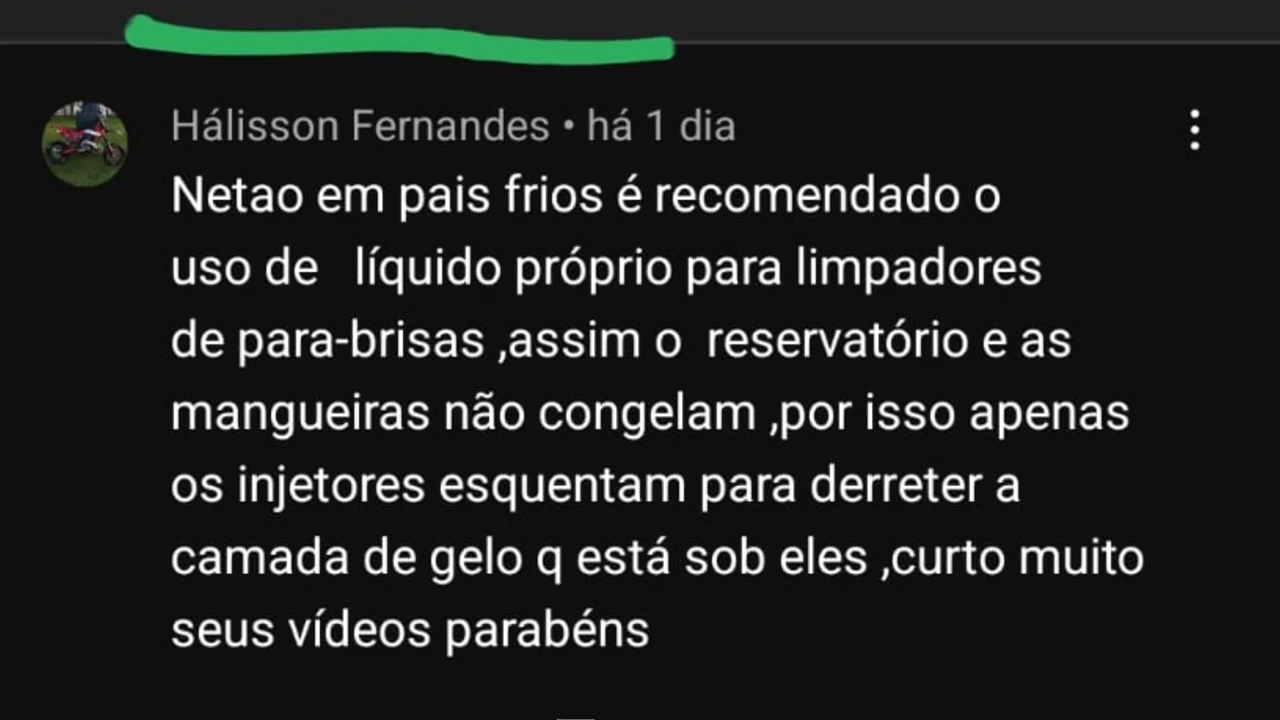 Hálisson Fernandes • há 1 dia
Netao em pais frios é recomendado o
uso de   líquido próprio para limpadores
de para-brisas ,assim o  reservatório e as
mangueiras não congelam ,por isso apenas
os injetores esquentam para derreter a
camada de gelo q está sob eles ,curto muito
seus vídeos parabéns